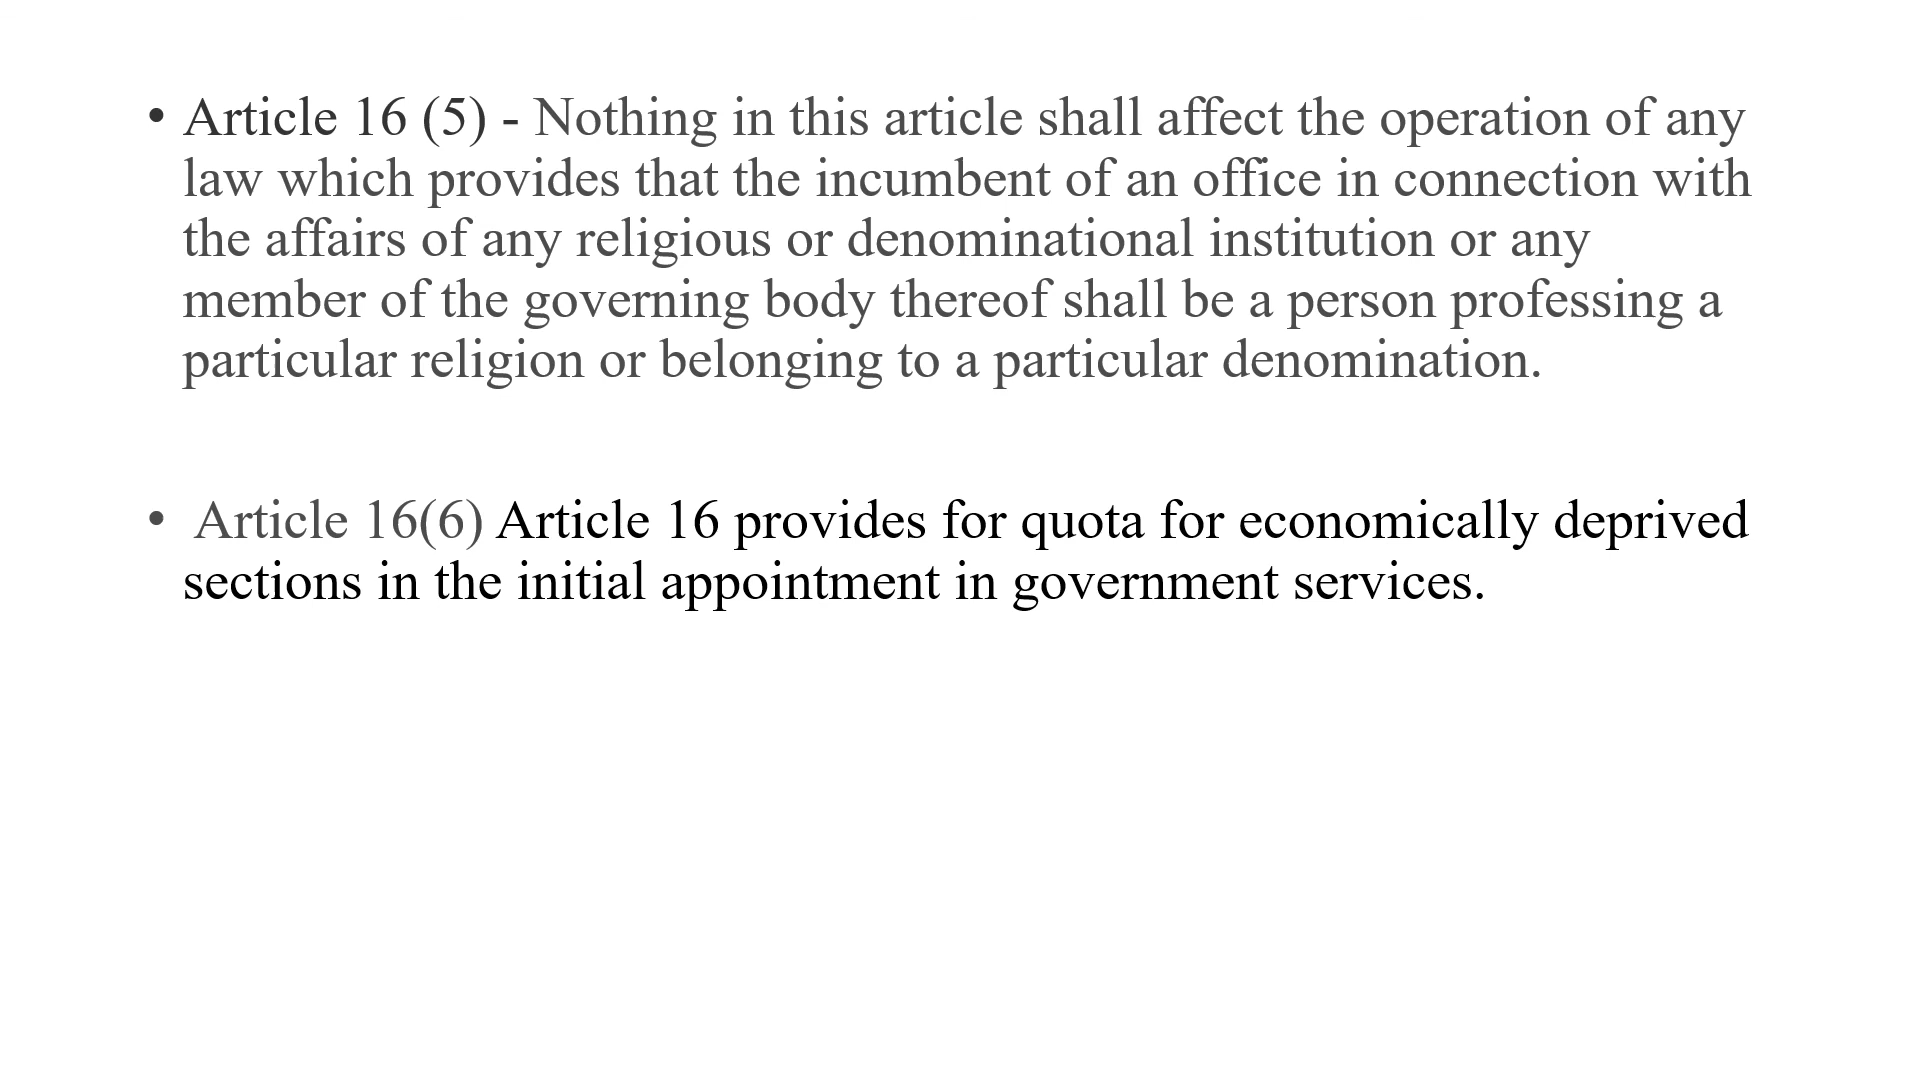 • Article 16 (5) - Nothing in this article shall affect the operation of any
law which provides that the incumbent of an office in connection with
the affairs of any religious or denominational institution or any
member of the governing body thereof shall be a person professing a
particular religion or belonging to a particular denomination.
• Article 16(6) Article 16 provides for quota for economically deprived
sections in the initial appointment in government services.